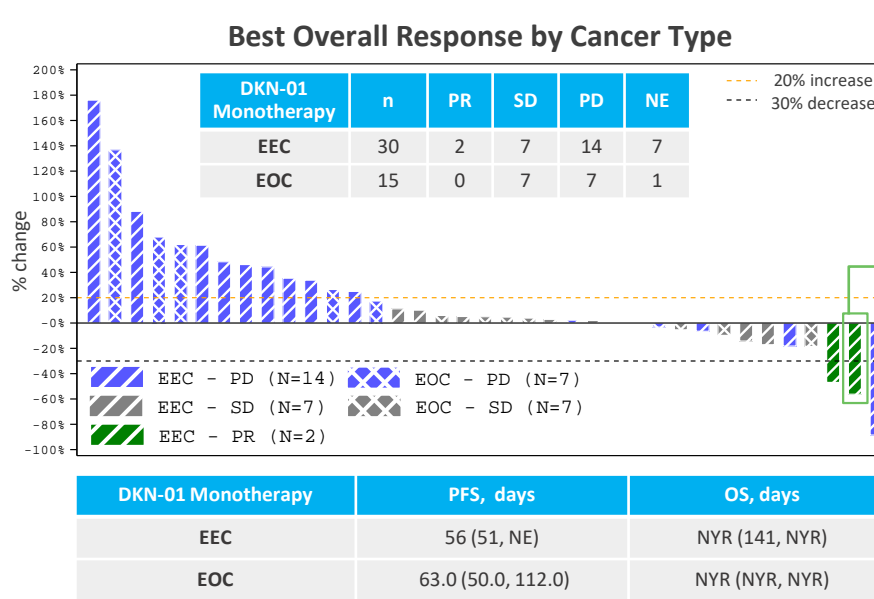 Best Overall Response by Cancer Type
200%
180%
160%
140%
120%
100%
80%
60%
40%
20%
-0%
-20%
-40%
-60%
-80%
-100%
% change
20% increase
30% decrease
DKN-01 Monotherapy n PR SD PD NE
EEC 30 2 7 14 7
EOC 15 0 7 7 1
EEC - PD (N=14) EOC - PD (N=7)
EEC - SD (N=7) EOC - SD (N=7)
EEC - PR (N=2)
DKN-01 Monotherapy PFS, days OS, days
EEC 56 (51, NE) NYR (141, NYR)
EOC 63.0 (50.0, 112.0) NYR (NYR, NYR)